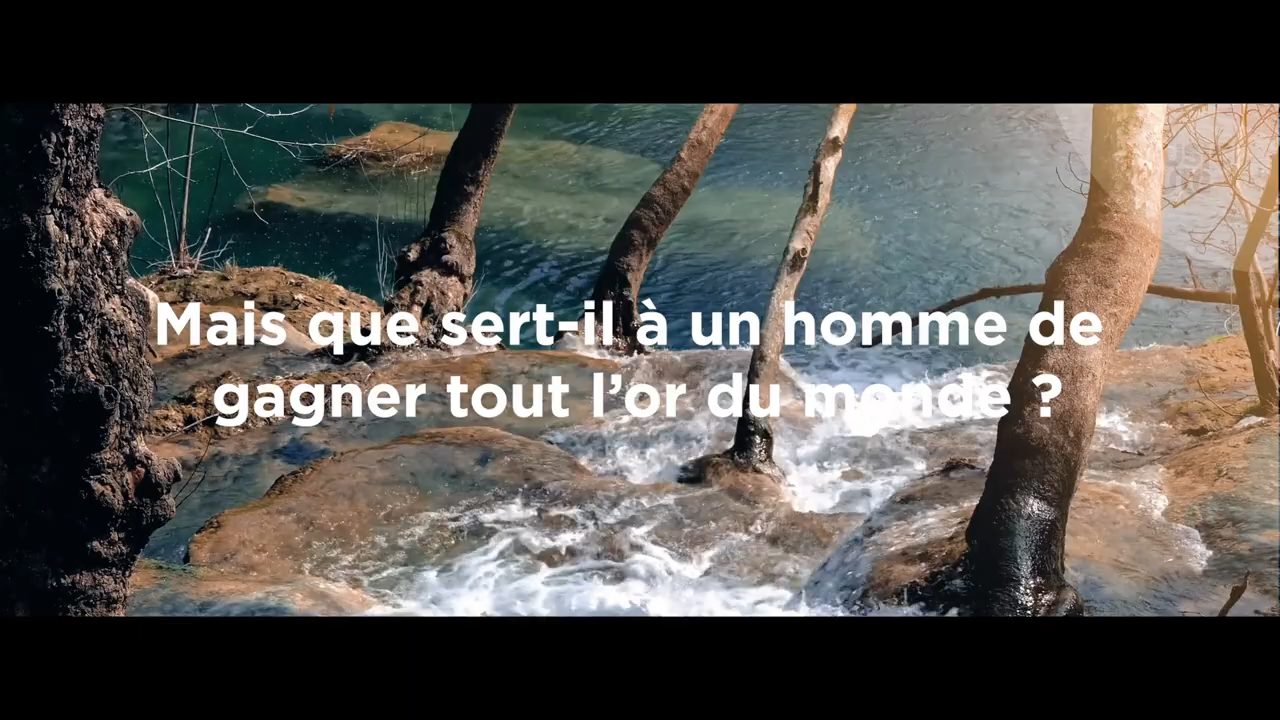 Mais que sert-il à un homme de
gagner tout l’or du monde ?